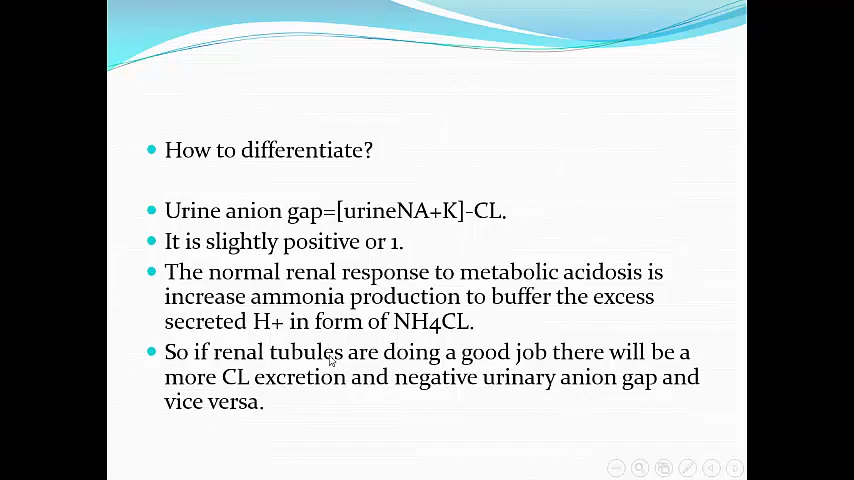 How to differentiate?
Urine anion gap=[urineNA+K]-CL.
It is slightly positive or 1.
The normal renal response to metabolic acidosis is
increase ammonia production to buffer the excess
secreted H+ in form of NH4CL.
So if renal tubules are doing a good job there will be a
more CL excretion and negative urinary anion gap and
vice versa.